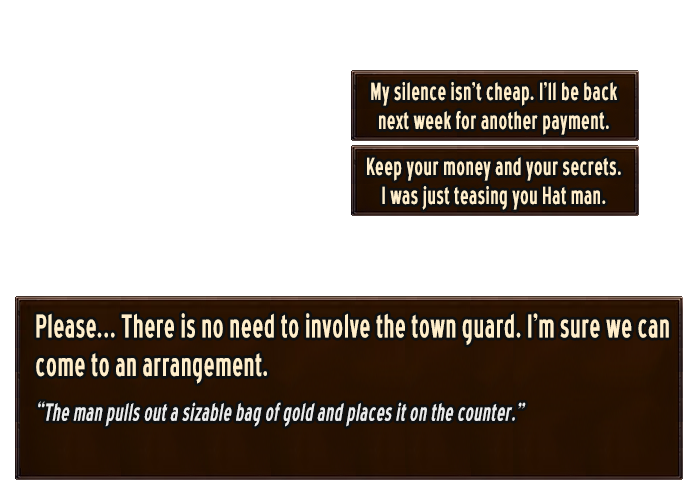 My silence isn't cheap. I'll be back
next week for another payment.
Keep your money and your secrets.
I was just teasing you Hat man.
Please... There is no need to involve the town guard. I'm sure we can
come to an arrangement.
“The man pulls out a sizable bag of gold and places it on the counter.”